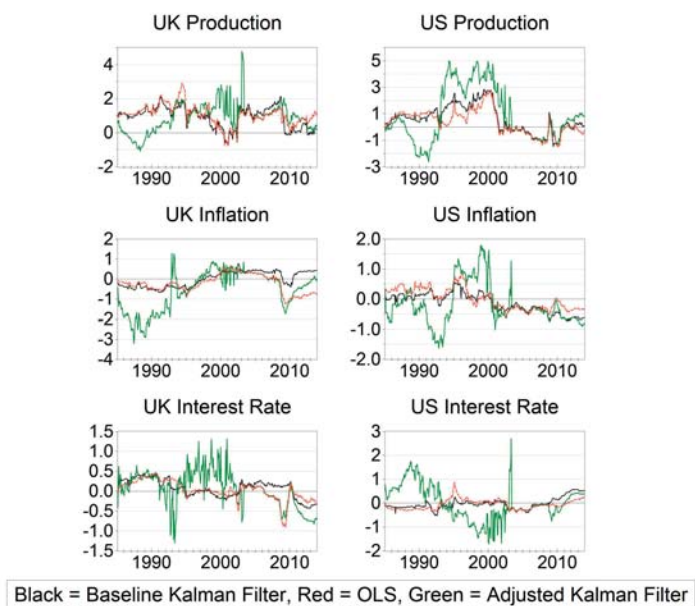 UK Production
US Production
4
2
0
-2
1990 2000 2010
5
3
1
-1
-3
1990 2000 2010
UK Inflation
US Inflation
2
1
0
-1
-2
-3
-4
1990 2000 2010
2.0
1.0
0.0
-1.0
-2.0
1990 2000 2010
UK Interest Rate
US Interest Rate
1.5
1.0
0.5
0.0
-0.5
-1.0
-1.5
1990 2000 2010
3
2
1
0
-1
-2
1990 2000 2010
Black = Baseline Kalman Filter, Red = OLS, Green = Adjusted Kalman Filter